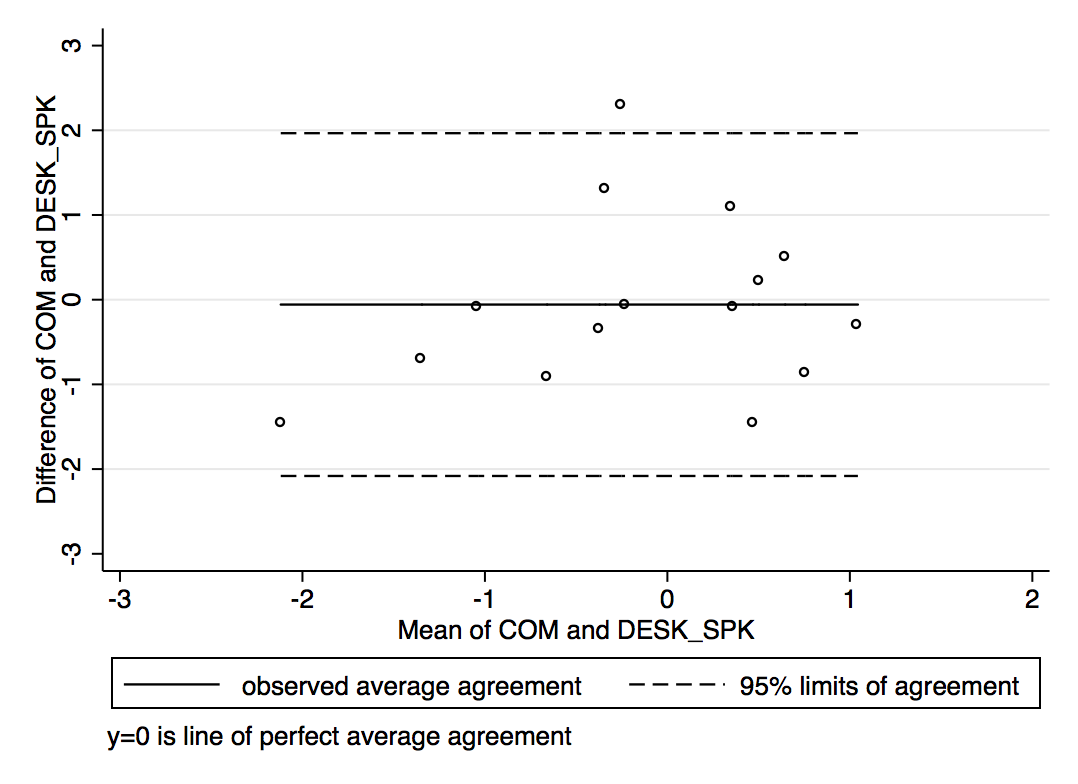 3
2
1
0
-1
-2
-3
Difference of COM and DESK_SPK
-3 -2 -1 0 1 2
Mean of COM and DESK_SPK
observed average agreement 95% limits of agreement
y=0 is line of perfect average agreement